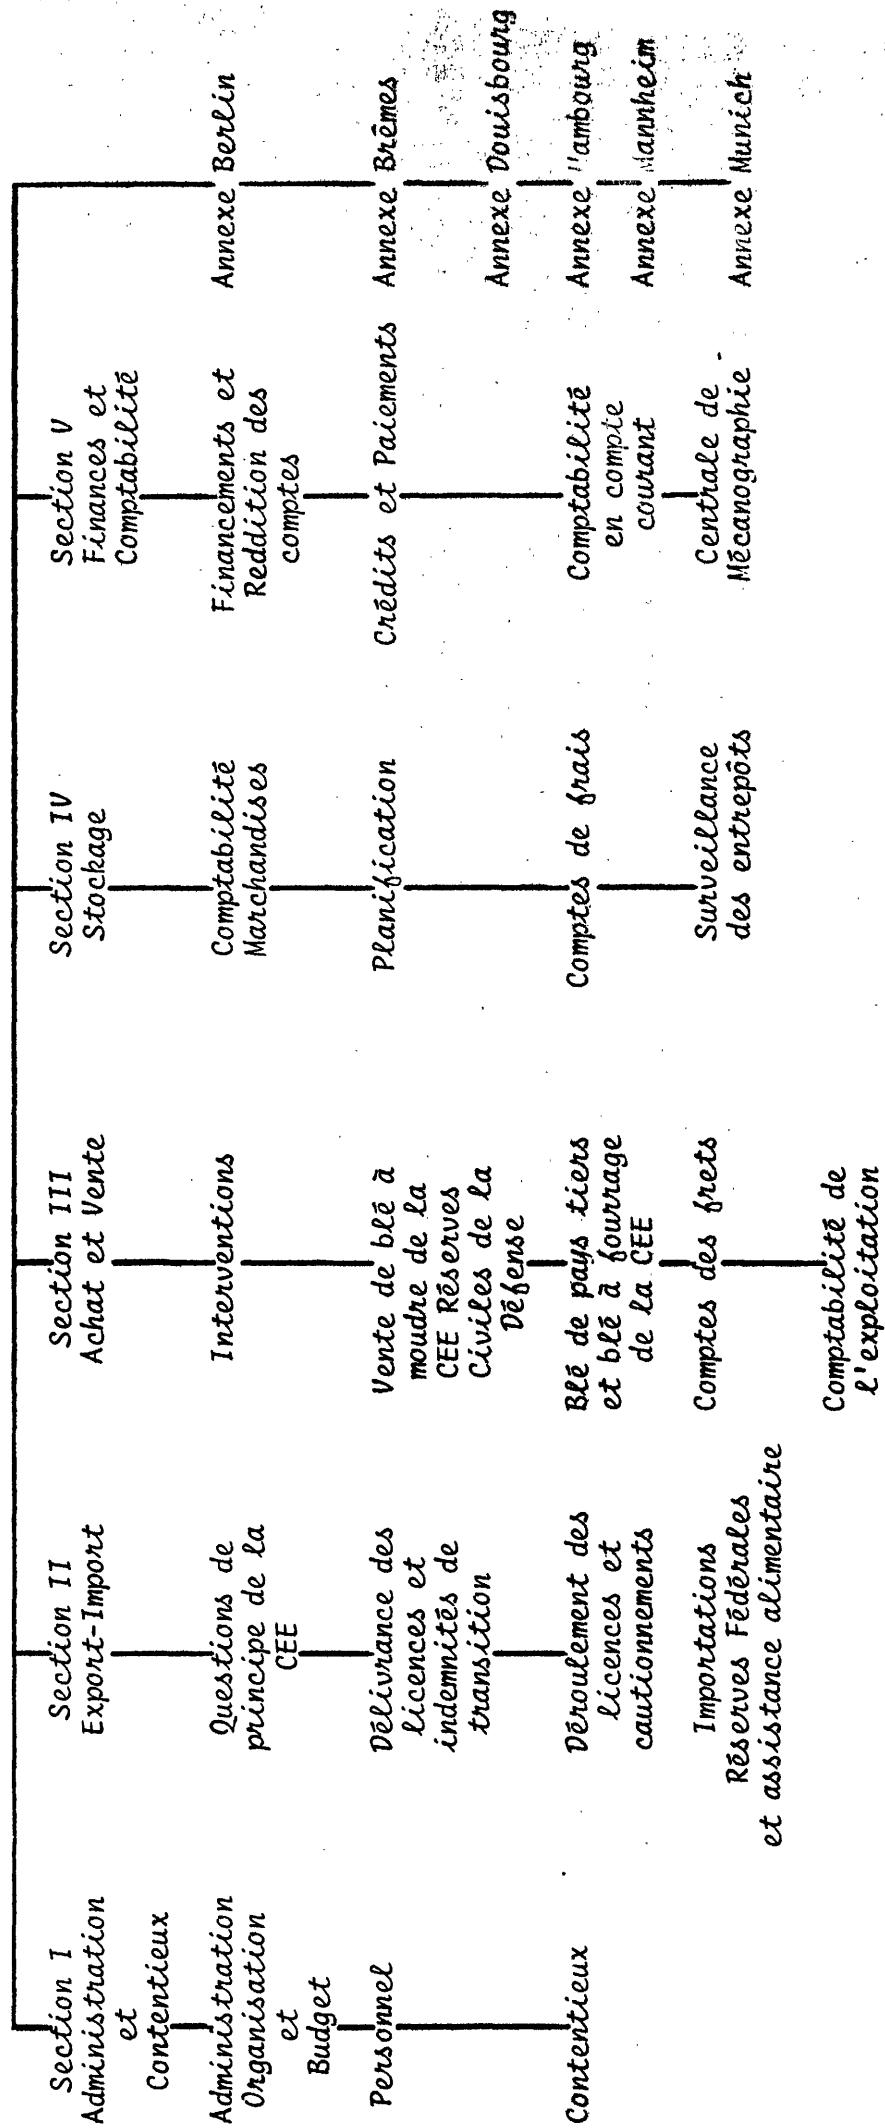 Section I
Administration
et
Contentieux
Administration
Organisation
et
Budget
Personnel
Contentieux
Section II
Export-Import
Questions de
principe de la
CEE
Délivrance des
licences et
indemnités de
transition
Déroulement des
licences et
cautionnements
Importations
Réserves Fédérales
et assistance alimentaire
Section III
Achat et Vente
Interventions
Vente de blé à
moudre de la
CEE Réserves
Civiles de la
Défense
Blé de pays tiers
et blé à fourrage
de la CEE
Comptes des frets
Comptabilité de
l'exploitation
Section IV
Stockage
Comptabilité
Marchandises
Planification
Comptes de frais
Surveillance
des entrepôts
Section V
Finances et
Comptabilité
Financements et
Reddition des
comptes
Crédits et Paiements
Comptabilité
en compte
courant
Centrale de
Mécanographie
Annexe Berlin
Annexe Brêmes
Annexe Douisbourg
Annexe
Annexe Mannheim
Annexe Munich